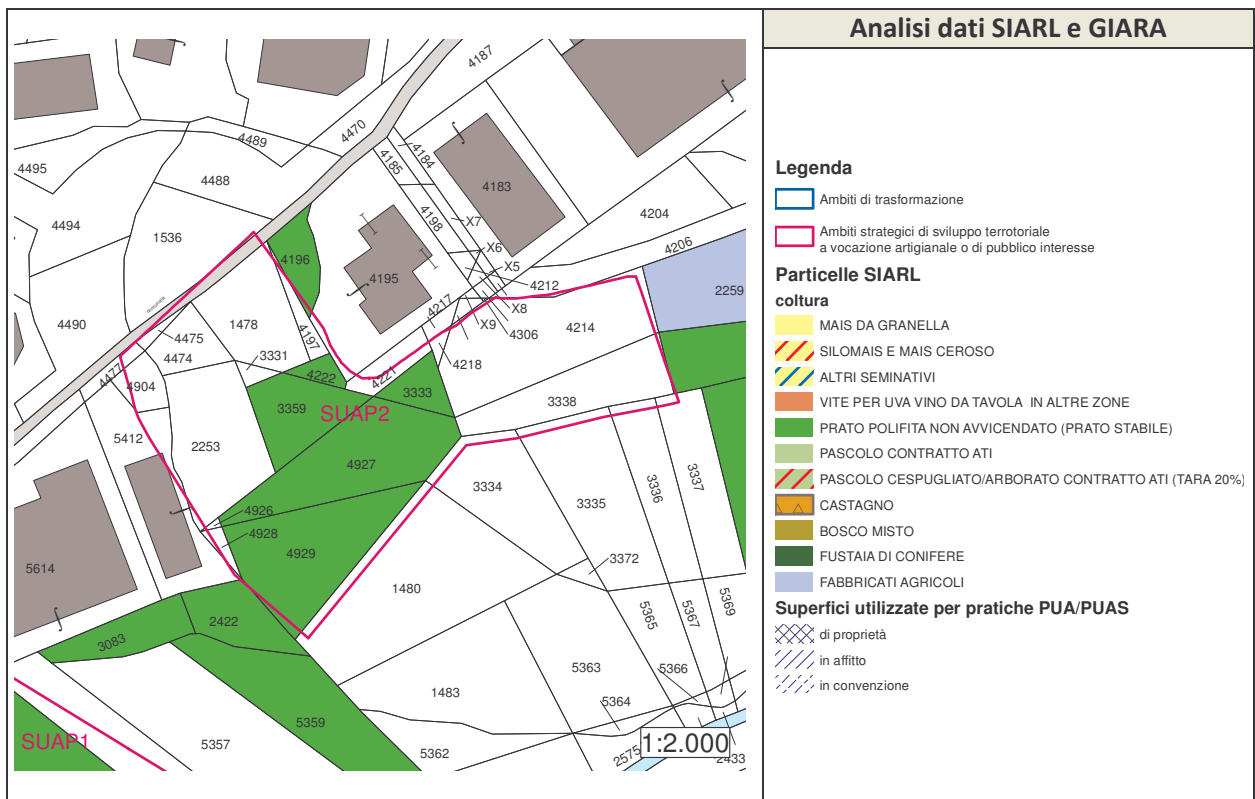 Analisi dati SIARL e GIARA
4187
4470
4489
4495
4488
4185
4184
4183
4494
1536
4198
X7
4204
4206
X6
4196
4195
X5
4212
2259
4217
X8
4490
4475
1478
4197
X9
4306
4214
4474
3331
4477
4904
4222
4221
4218
3359
3333
3338
SUAP2
5412
2253
4927
3334
3335
3336
3337
4926
4928
4929
3372
5614
1480
5365
5367
5369
2422
3083
5363
5366
1483
5364
5359
SUAP1
5357
5362
2575
1:2.000
2433
Legenda
Ambiti di trasformazione
Ambiti strategici di sviluppo terrotoriale
a vocazione artigianale o di pubblico interesse
Particelle SIARL
coltura
MAIS DA GRANELLA
SILOMAIS E MAIS CEROSO
ALTRI SEMINATIVI
VITE PER UVA VINO DA TAVOLA IN ALTRE ZONE
PRATO POLIFITA NON AVVICENDATO (PRATO STABILE)
PASCOLO CONTRATTO ATI
PASCOLO CESPUGLIATO/ARBORATO CONTRATTO ATI (TARA 20%)
CASTAGNO
BOSCO MISTO
FUSTAIA DI CONIFERE
FABBRICATI AGRICOLI
Superfici utilizzate per pratiche PUA/PUAS
di proprietà
in affitto
in convenzione